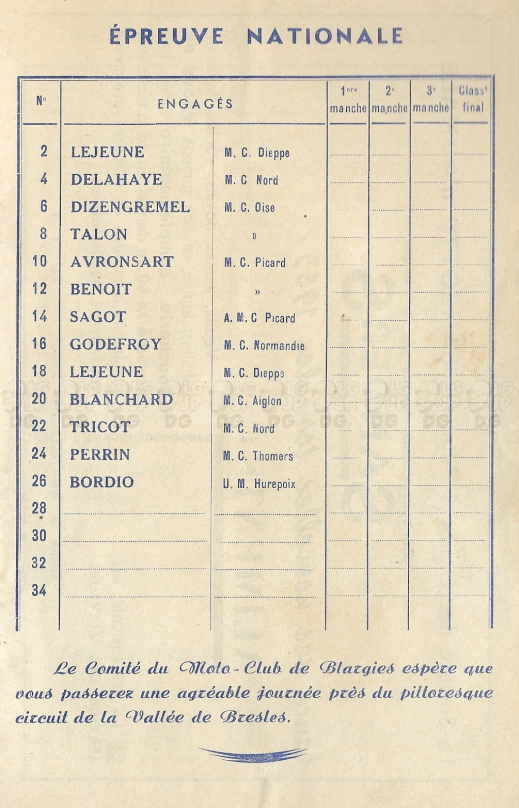 ÉPREUVE NATIONALE
N° ENGAGÉS 1ère manche 2e manche 3e manche Classt final
2 LEJEUNE M. C. Dieppe
4 DELAHAYE M. C Nord
6 DIZENGREMEL M. C. Oise
8 TALON »
10 AVRONSART M. C. Picard
12 BENOIT »
14 SAGOT A. M. C Picard
16 GODEFROY M. C. Normandie
18 LEJEUNE M. C. Dieppe
20 BLANCHARD M. C. Aiglon
22 TRICOT M. C. Nord
24 PERRIN M. C. Thomers
26 BORDIO U. M. Hurepoix
28
30
32
34
Le Comité du Moto-Club de Blargies espère que
vous passerez une agréable journée près du pittoresque
circuit de la Vallée de Bresles.